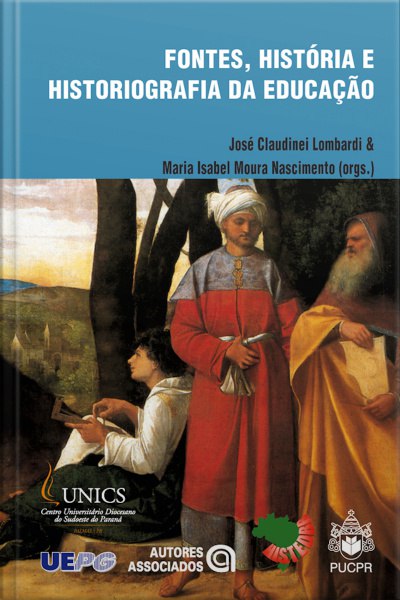 FONTES, HISTÓRIA E
HISTORIOGRAFIA DA EDUCAÇÃO
José Claudinei Lombardi &
Maria Isabel Moura Nascimento (orgs.)
UNICS
Centro Universitário Diocesano
do Sudoeste do Paraná
UEPG
AUTORES
ASSOCIADOS a
PUCPR